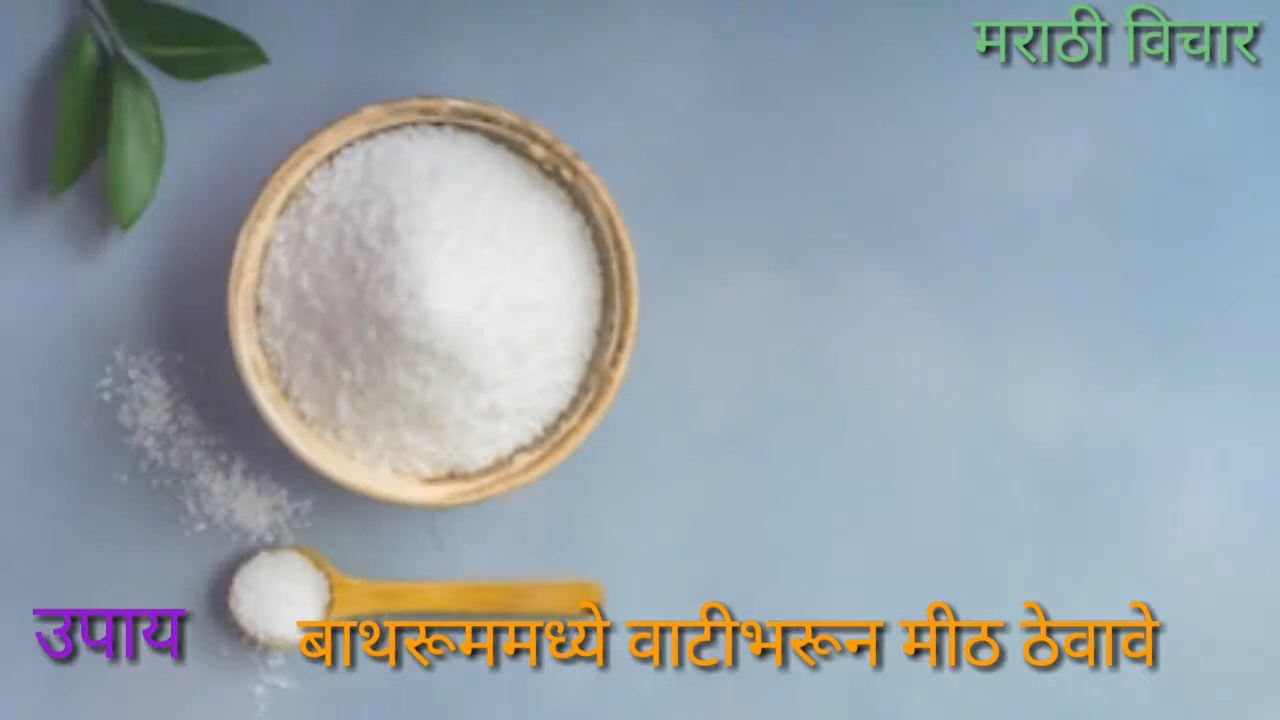 मराठी विचार
उपाय
बाथरूममध्ये वाटीभरून मीठ ठेवावे